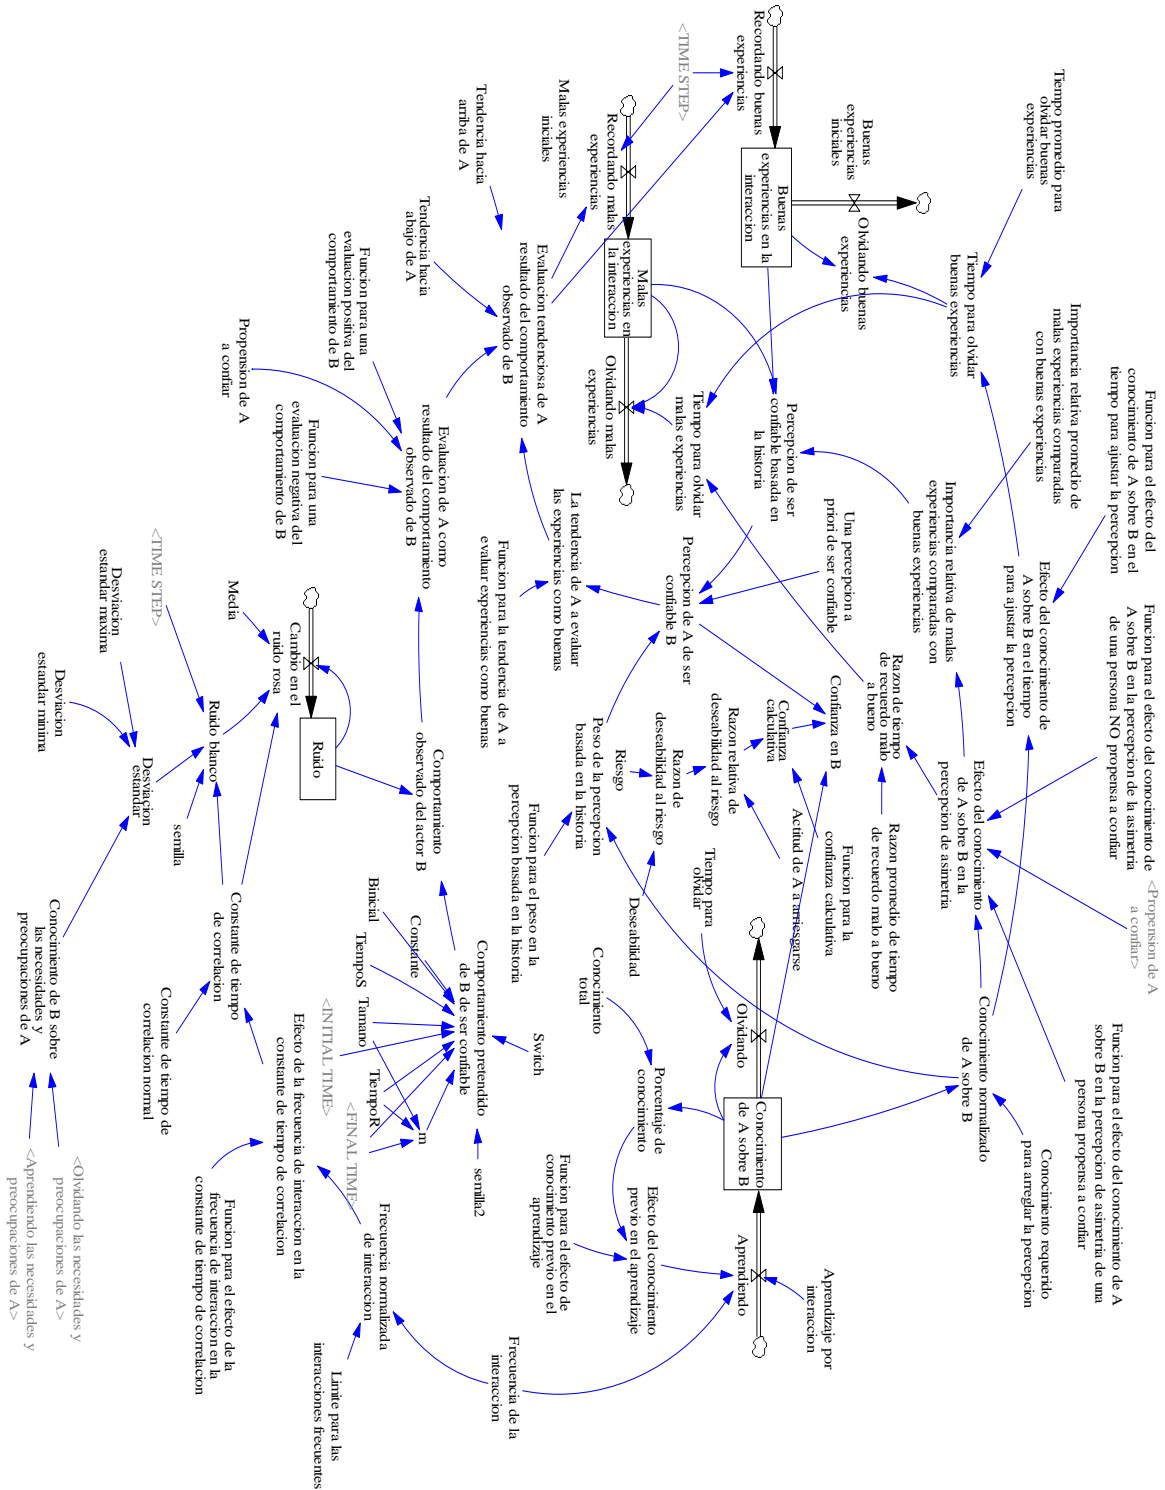 Funcion para el efecto del
conocimiento de A sobre B en el
tiempo para ajustar la percepcion
Funcion para el efecto del conocimiento de
A sobre B en la percepcion de la asimetria
de una persona NO propensa a confiar
<Propension de A
a confiar>
Funcion para el efecto del conocimiento de A
sobre B en la percepcion de asimetria de una
persona propensa a confiar
Tiempo promedio para
olvidar buenas
experiencias
Importancia relativa promedio de
malas experiencias comparadas
con buenas experiencias
Efecto del conocimiento de
A sobre B en el tiempo
para ajustar la percepcion
Conocimiento requerido
para arreglar la percepcion
Tiempo para olvidar
buenas experiencias
Importancia relativa de malas
experiencias comparadas con
buenas experiencias
Efecto del conocimiento
de A sobre B en la
percepcion de asimetria
Conocimiento normalizado
de A sobre B
Buenas
experiencias
iniciales
Olvidando buenas
experiencias
Razon de tiempo
de recuerdo malo
a bueno
Razon promedio de tiempo
de recuerdo malo a bueno
Una percepcion a
priori de ser confiable
Confianza en B
Funcion para la
confianza calculativa
Aprendizaje por
interaccion
Recordando buenas
experiencias
Buenas
experiencias en la
interaccion
Percepcion de ser
confiable basada en
la historia
Confianza
calculativa
Actitud de A a arriesgarse
Conocimiento
de A sobre B
Olvidando
Aprendiendo
Razon relativa de
deseabilidad al riesgo
Tiempo para
olvidar
<TIME STEP>
Tiempo para olvidar
malas experiencias
Percepcion de A de ser
confiable B
Razon de
deseabilidad al riesgo
Porcentaje de
conocimiento
Efecto del conocimiento
previo en el aprendizaje
Recordando malas
experiencias
Malas
experiencias en
la interaccion
Olvidando malas
experiencias
Riesgo
Deseabilidad
Peso de la percepcion
basada en la historia
Conocimiento
total
Malas experiencias
iniciales
La tendencia de A a evaluar
las experiencias como buenas
Funcion para el efecto de
conocimiento previo en el
aprendizaje
Evaluacion tendenciosa de A
resultado del comportamiento
observado de B
Funcion para el peso en la
percepcion basada en la historia
Switch
Frecuencia de la
interaccion
Tendencia hacia
arriba de A
Funcion para la tendencia de A a
evaluar experiencias como buenas
Comportamiento pretendido
de B de ser confiable
semilla2
Evaluacion de A como
resultado del comportamiento
observado de B
Comportamiento
observado del actor B
Tendencia hacia
abajo de A
Constante
m
Binicial
TiempoS
Tamano
TiempoR
<FINAL TIME>
<INITIAL TIME>
Frecuencia normalizada
de interaccion
Funcion para una
evaluacion positiva del
comportamiento de B
Limite para las
interacciones frecuentes
Funcion para una
evaluacion negativa del
comportamiento de B
Ruido
Cambio en el
ruido rosa
Efecto de la frecuencia de interaccion en la
constante de tiempo de correlacion
Propension de A
a confiar
Media
Constante de tiempo
de correlacion
Funcion para el efecto de la
frecuencia de interaccion en la
constante de tiempo de correlacion
Ruido blanco
semilla
Constante de tiempo de
correlacion normal
<TIME STEP>
Desviacion
estandar
Desviacion
estandar maxima
Desviacion
estandar minima
Conocimiento de B sobre
las necesidades y
preocupaciones de A
<Olvidando las necesidades y
preocupaciones de A>
<Aprendiendo las necesidades y
preocupaciones de A>